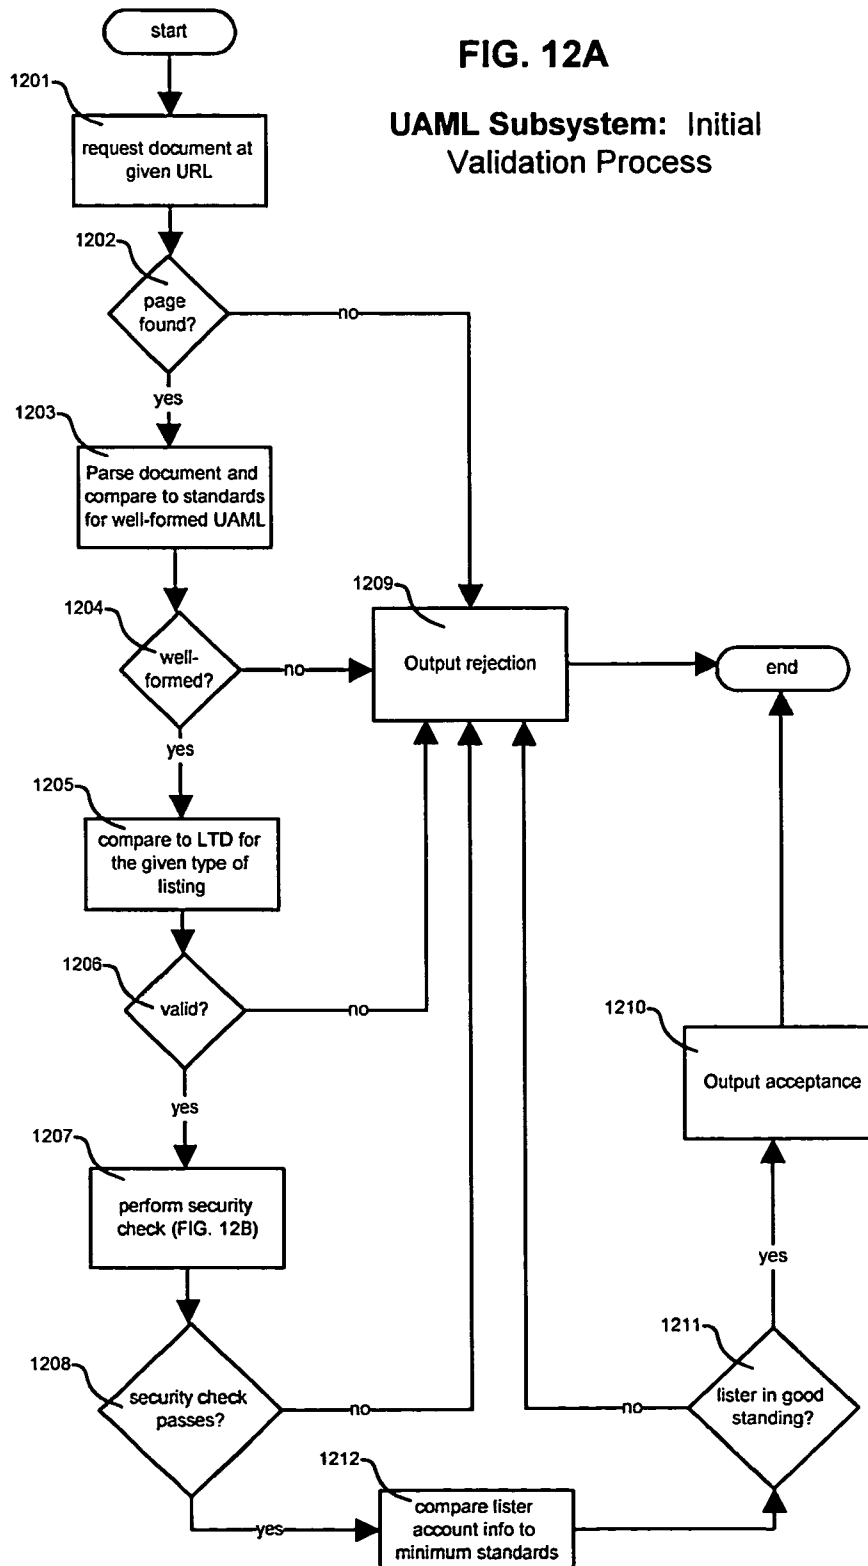 start
FIG. 12A
UAML Subsystem: Initial
Validation Process
1201
request document at
given URL
1202
page
found?
no
yes
1203
Parse document and
compare to standards
for well-formed UAML
1204
well-
formed?
no
yes
1209
Output rejection
end
1205
compare to LTD for
the given type of
listing
1206
valid?
no
yes
1210
Output acceptance
1207
perform security
check (FIG. 12B)
yes
1208
security check
passes?
no
1211
lister in good
standing?
no
yes
1212
compare lister
account info to
minimum standards